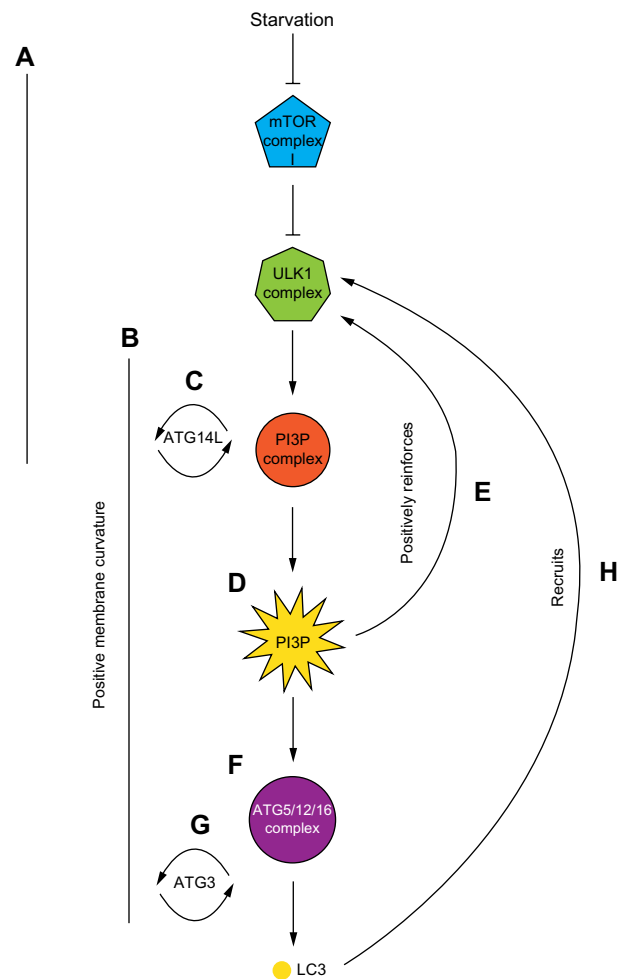 Starvation
A
mTOR
complex
I
ULK1
complex
B
C
ATG14L
PI3P
complex
Positively reinforces
E
D
PI3P
Recruits
H
Positive membrane curvature
F
ATG5/12/16
complex
G
ATG3
LC3